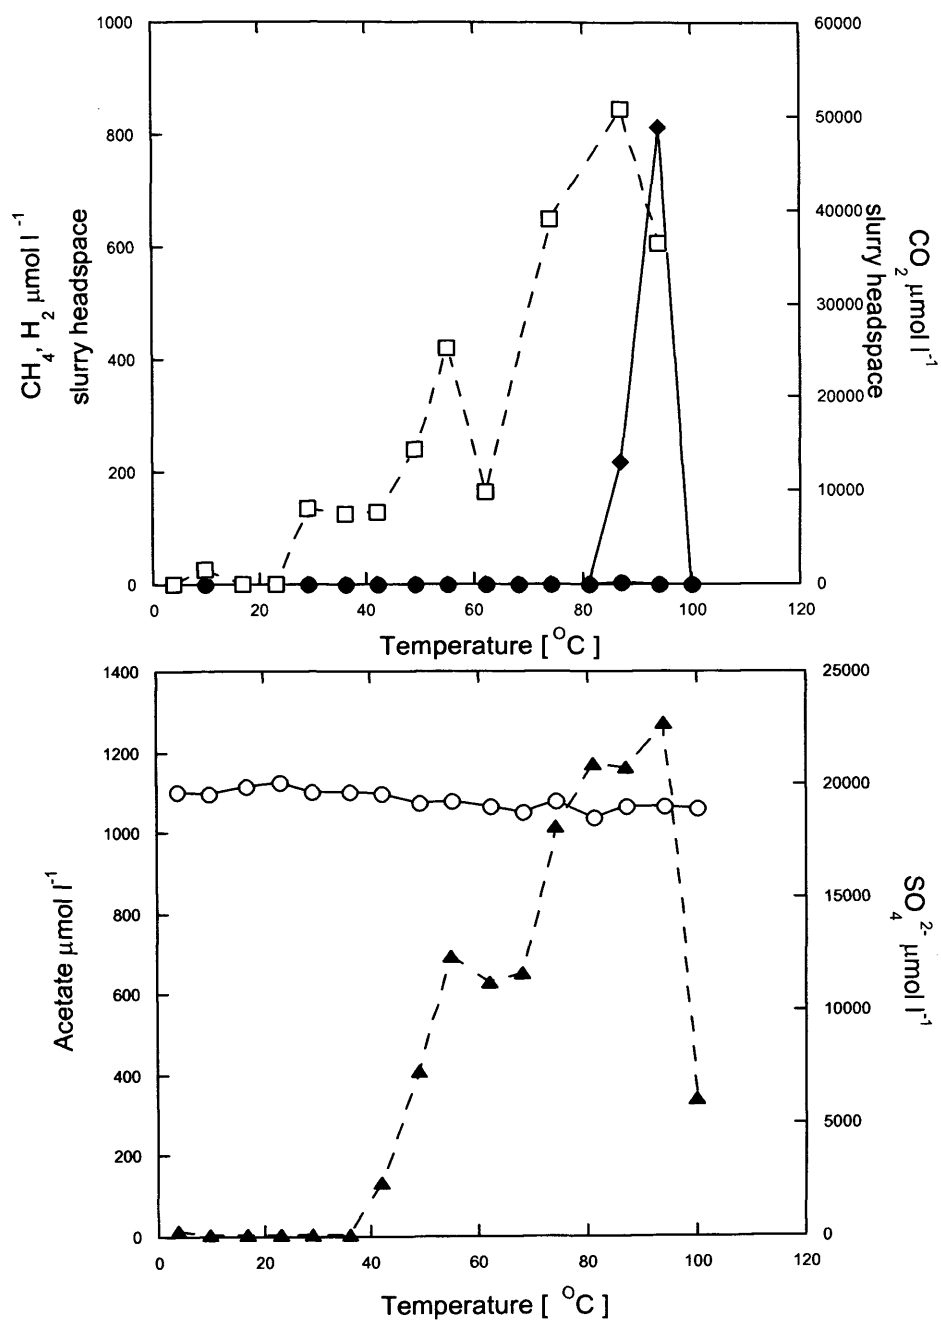 1000
800
600
400
200
0
CH4, H2 µmol l-1
slurry headspace
60000
50000
40000
30000
20000
10000
0
CO2 µmol l-1
slurry headspace
0 20 40 60 80 100 120
Temperature [ OC ]
1400
1200
1000
800
600
400
200
0
Acetate µmol l-1
25000
20000
15000
10000
5000
0
SO42- µmol l-1
0 20 40 60 80 100 120
Temperature [ OC ]